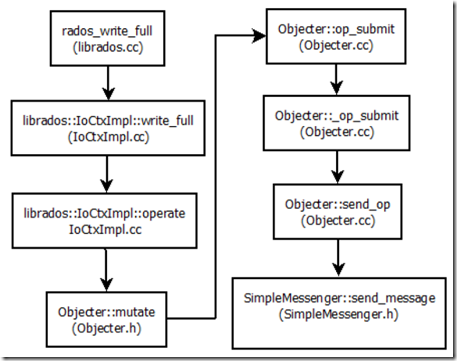 rados_write_full
(librados.cc)
librados::IoCtxImpl::write_full
(IoCtxImpl.cc)
librados::IoCtxImpl::operate
IoCtxImpl.cc
Objecter::mutate
(Objecter.h)
Objecter::op_submit
(Objecter.cc)
Objecter::_op_submit
(Objecter.cc)
Objecter::send_op
(Objecter.cc)
SimpleMessenger::send_message
(SimpleMessenger.h)